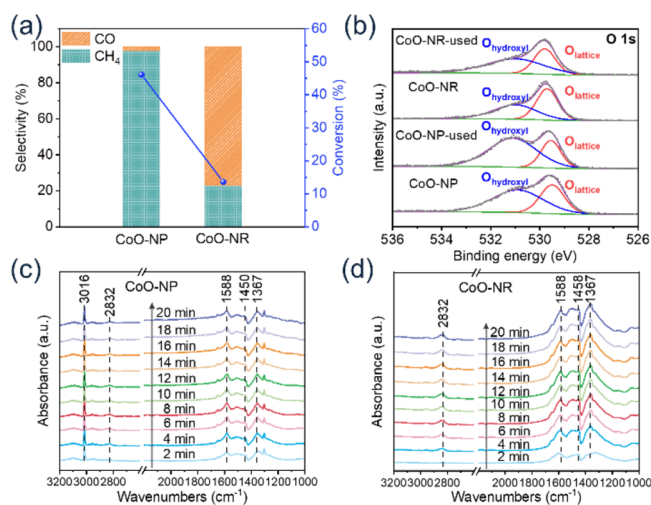 (a)
CO
CH4
Selectivity (%)
100
80
60
40
20
0
Conversion (%)
60
50
40
30
20
10
0
CoO-NP
CoO-NR
(b)
O 1s
CoO-NR-used
Ohydroxyl
Olattice
CoO-NR
Ohydroxyl
Olattice
CoO-NP-used
Ohydroxyl
Olattice
CoO-NP
Ohydroxyl
Olattice
Intensity (a.u.)
536 534 532 530 528 526
Binding energy (eV)
(c)
CoO-NP
3016
2832
1588
1450
1367
20 min
18 min
16 min
14 min
12 min
10 min
8 min
6 min
4 min
2 min
Absorbance (a.u.)
3200 3000 2800 1600 1400 1200 1000
Wavenumbers (cm-1)
(d)
CoO-NR
2832
1588
1458
1367
20 min
18 min
16 min
14 min
12 min
10 min
8 min
6 min
4 min
2 min
Absorbance (a.u.)
3200 3000 2800 1600 1400 1200 1000
Wavenumbers (cm-1)